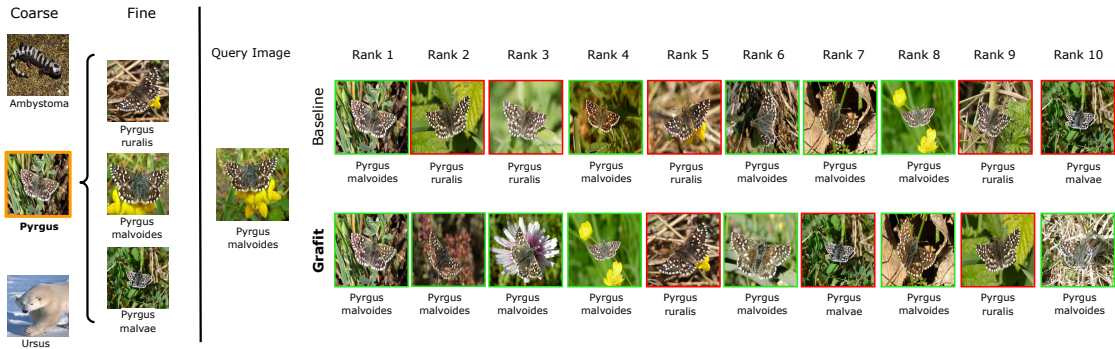 Coarse
Fine
Ambystoma
Pyrgus
Ursus
Pyrgus
ruralis
Pyrgus
malvoides
Pyrgus
malvae
Query Image
Pyrgus
malvoides
Rank 1 Rank 2 Rank 3 Rank 4 Rank 5 Rank 6 Rank 7 Rank 8 Rank 9 Rank 10
Baseline
Pyrgus Pyrgus Pyrgus Pyrgus Pyrgus Pyrgus Pyrgus Pyrgus Pyrgus Pyrgus
malvoides ruralis ruralis malvoides ruralis malvoides malvoides malvoides ruralis malvae
Grafit
Pyrgus Pyrgus Pyrgus Pyrgus Pyrgus Pyrgus Pyrgus Pyrgus Pyrgus Pyrgus
malvoides malvoides malvoides malvoides ruralis malvoides malvae malvoides ruralis malvoides